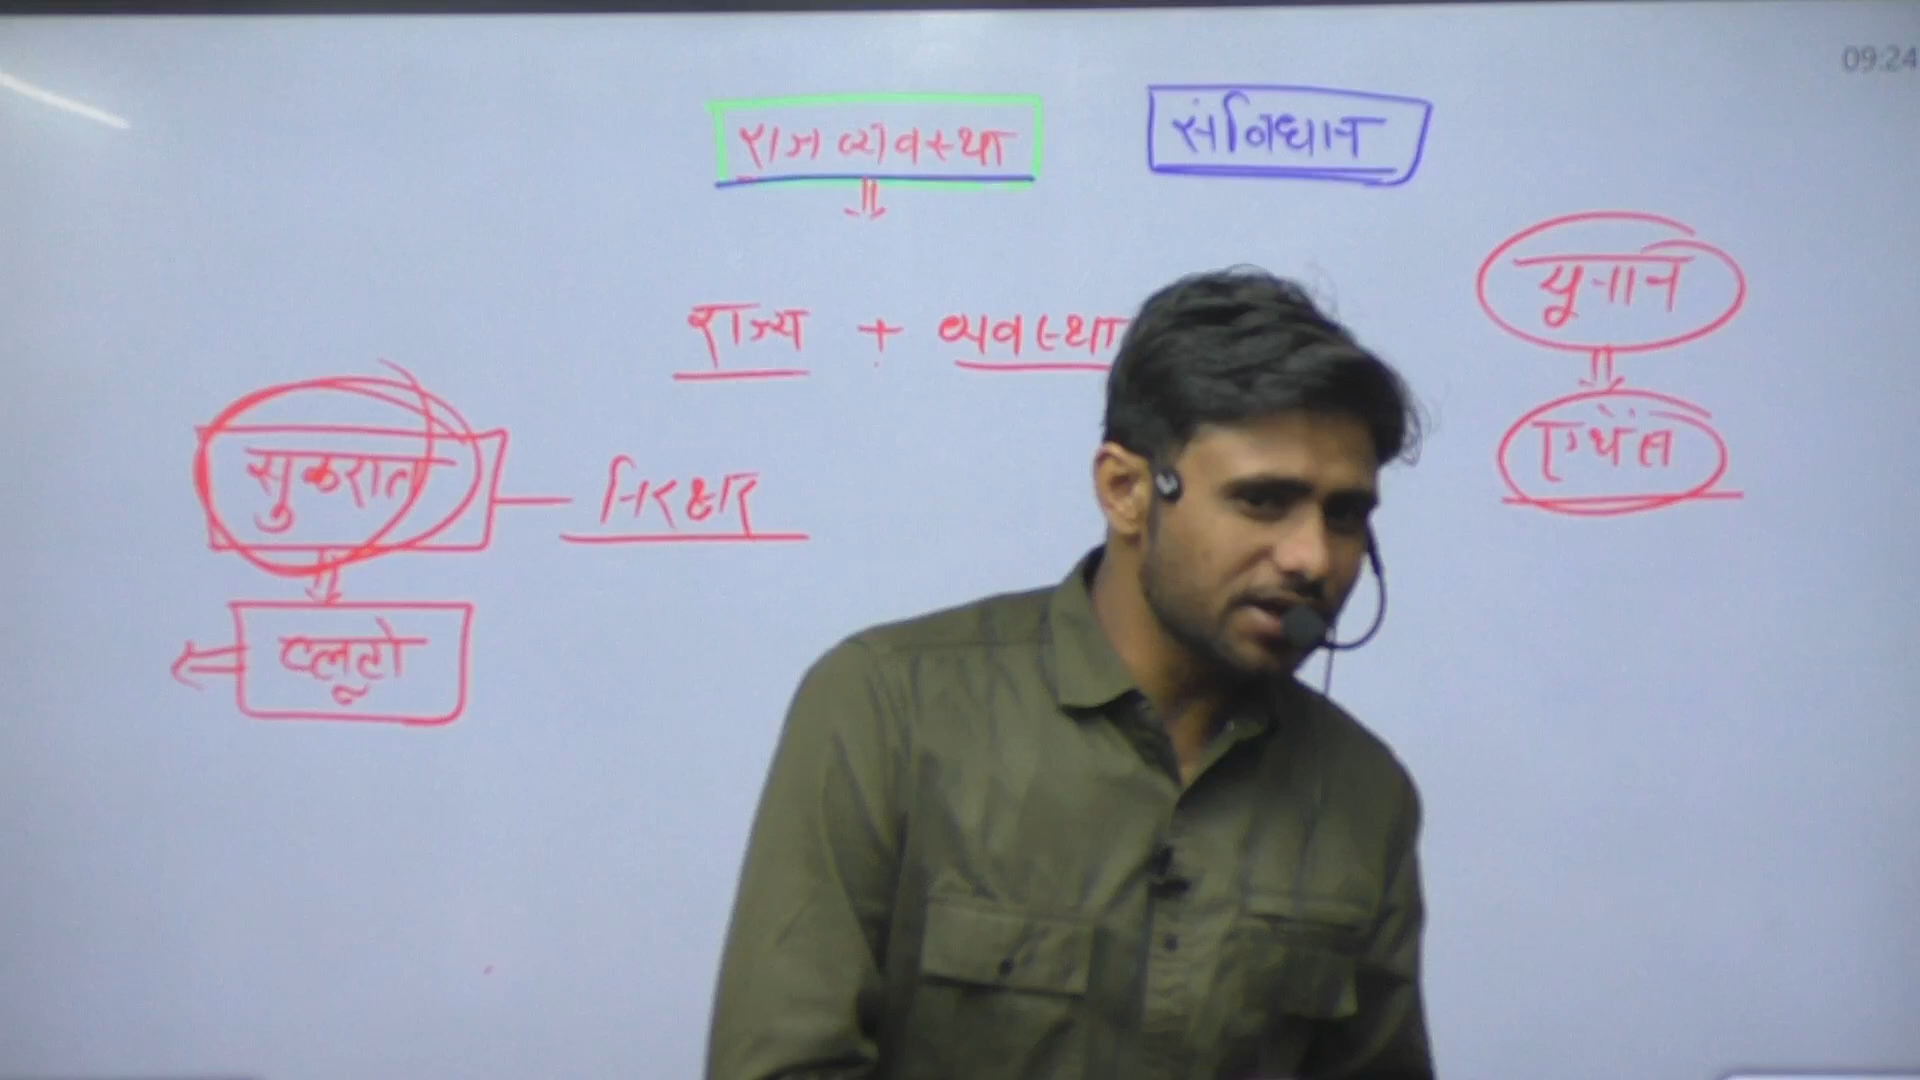 09:24
राजव्यवस्था
संविधान
राज्य + व्यवस्था
यूनान
एथेंस
सुकरात
निरक्षर
प्लूटो